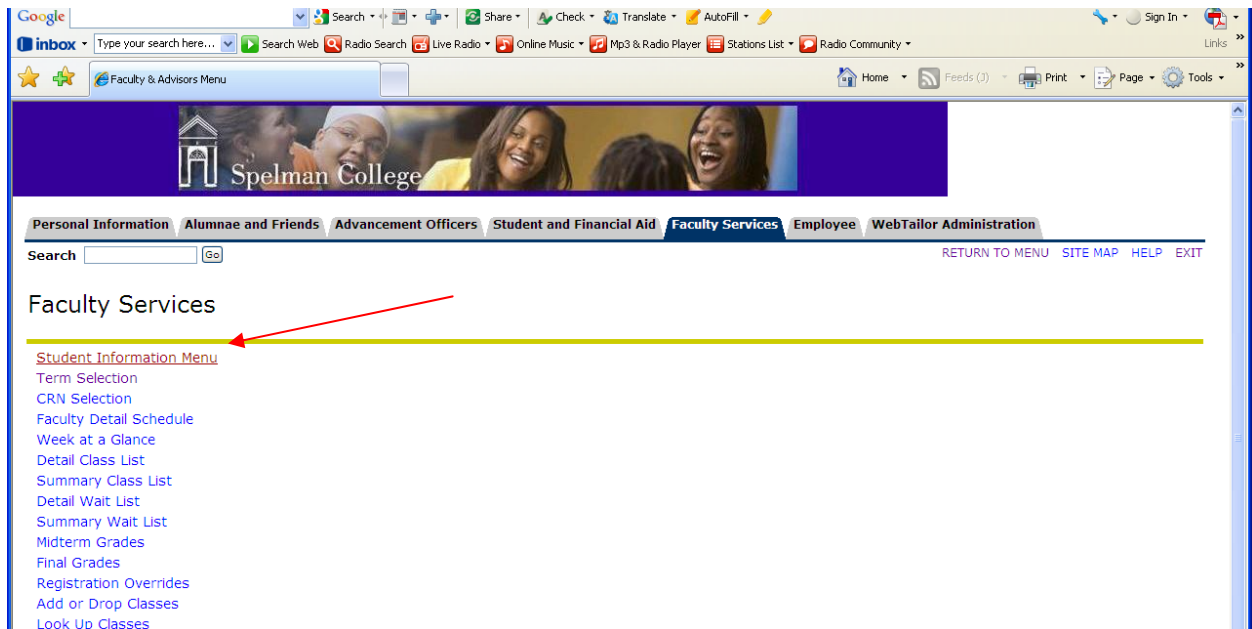 Google Search Share Check Translate AutoFill Sign In
inbox Type your search here... Search Web Radio Search Live Radio Online Music Mp3 & Radio Player Stations List Radio Community Links
Faculty & Advisors Menu Home Feeds (J) Print Page Tools
Spelman College
Personal Information Alumnae and Friends Advancement Officers Student and Financial Aid Faculty Services Employee WebTailor Administration
Search Go RETURN TO MENU SITE MAP HELP EXIT
Faculty Services
Student Information Menu
Term Selection
CRN Selection
Faculty Detail Schedule
Week at a Glance
Detail Class List
Summary Class List
Detail Wait List
Summary Wait List
Midterm Grades
Final Grades
Registration Overrides
Add or Drop Classes
Look Up Classes